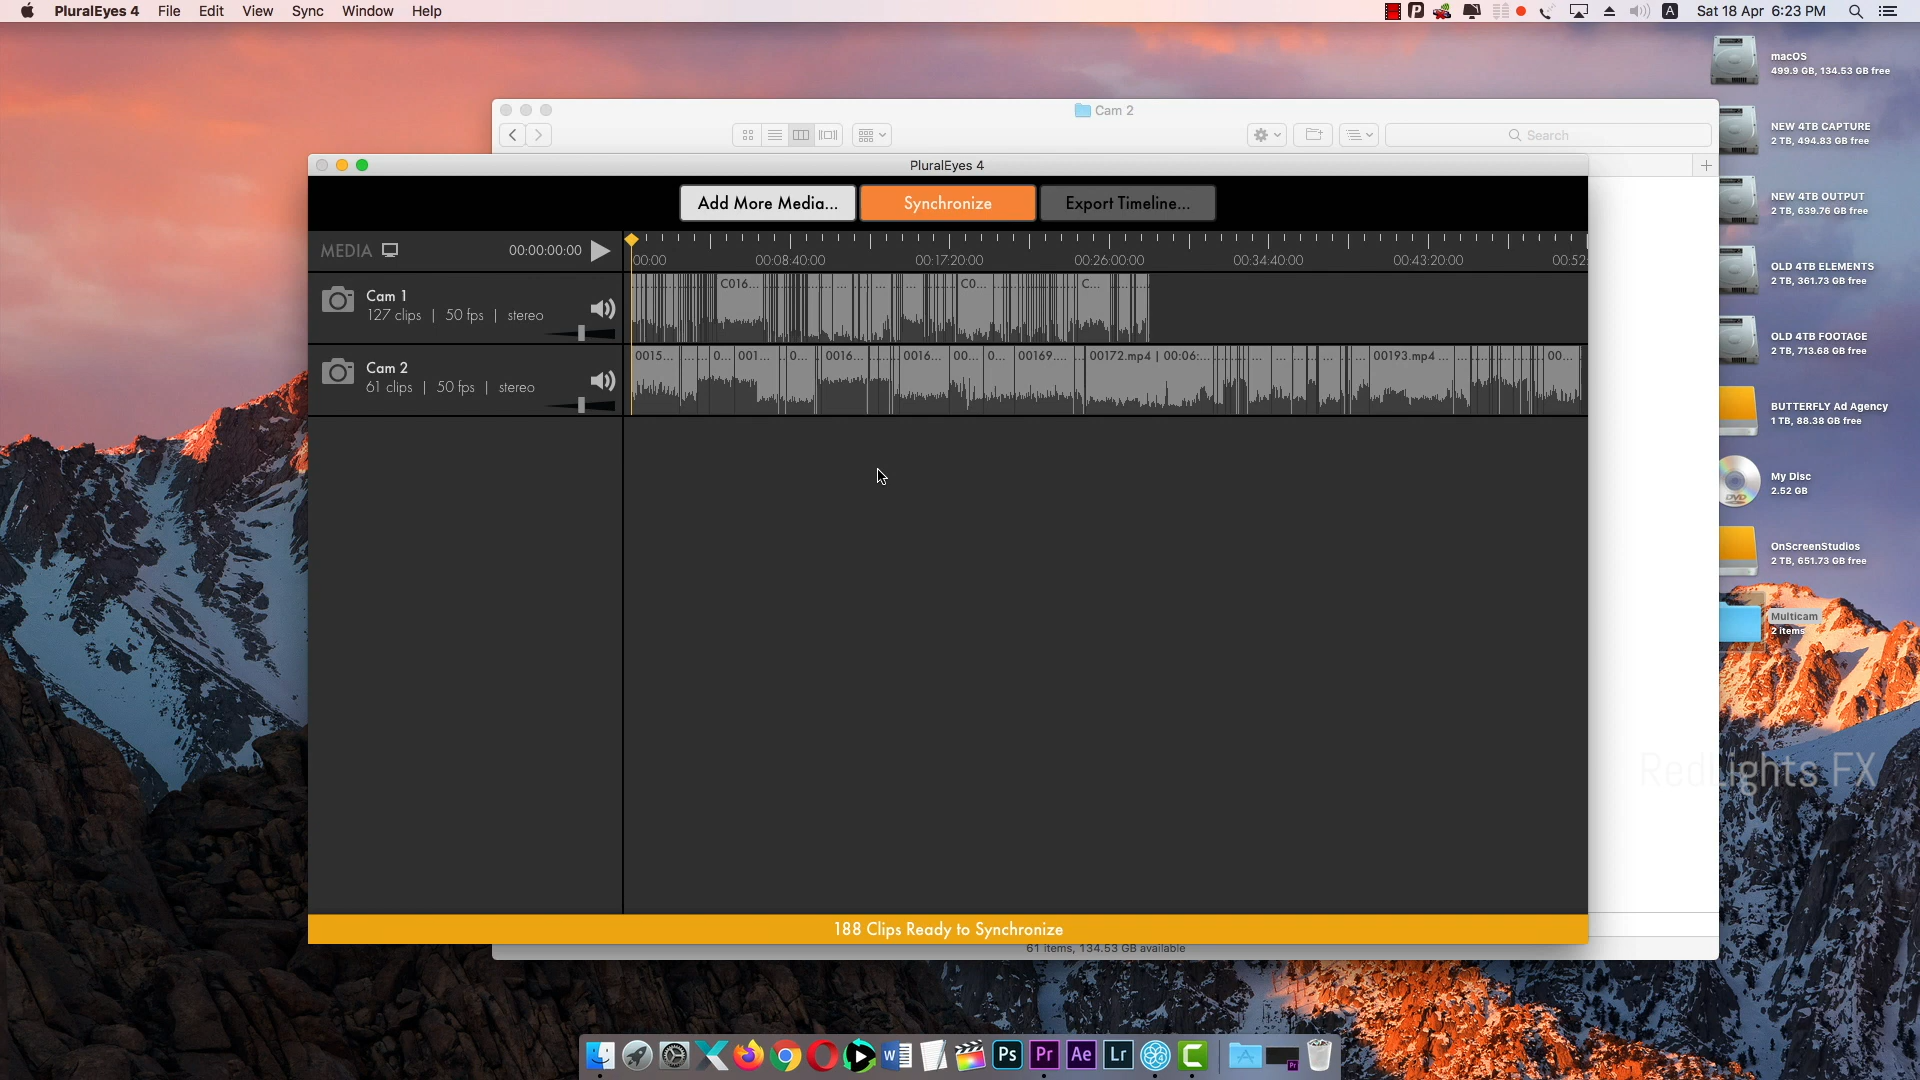 PluralEyes 4 File Edit View Sync Window Help
A Sat 18 Apr 6:23 PM
macOS
499.9 GB, 134.53 GB free
Cam 2
Search
NEW 4TB CAPTURE
2 TB, 494.83 GB free
PluralEyes 4
Add More Media... Synchronize Export Timeline...
NEW 4TB OUTPUT
2 TB, 639.76 GB free
MEDIA 00:00:00:00
00:00 00:08:40:00 00:17:20:00 00:26:00:00 00:34:40:00 00:43:20:00 00:52:
OLD 4TB ELEMENTS
2 TB, 361.73 GB free
Cam 1
127 clips | 50 fps | stereo
C016... C0... C...
OLD 4TB FOOTAGE
2 TB, 713.68 GB free
Cam 2
61 clips | 50 fps | stereo
0015... 0... 001... 0... 0016... 0016... 00... 0... 00169... 00172.mp4 | 00:06:... 00193.mp4 ... 00...
BUTTERFLY Ad Agency
1 TB, 88.38 GB free
My Disc
2.52 GB
DVD
OnScreenStudios
2 TB, 651.73 GB free
Multicam
2 items
RedLights FX
188 Clips Ready to Synchronize
61 items, 134.53 GB available
W Ps Pr Ae Lr C Pr